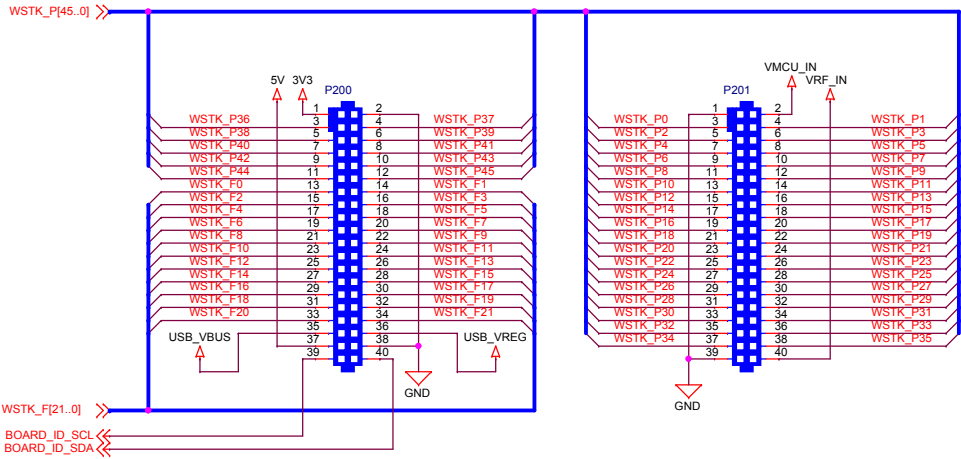 WSTK_P[45..0]
VMCU_IN
5V 3V3 VRF_IN
P200 P201
1 2 1 2
WSTK_P36 3 4 WSTK_P37 WSTK_P0 3 4 WSTK_P1
WSTK_P38 5 6 WSTK_P39 WSTK_P2 5 6 WSTK_P3
WSTK_P40 7 8 WSTK_P41 WSTK_P4 7 8 WSTK_P5
WSTK_P42 9 10 WSTK_P43 WSTK_P6 9 10 WSTK_P7
WSTK_P44 11 12 WSTK_P45 WSTK_P8 11 12 WSTK_P9
WSTK_F0 13 14 WSTK_F1 WSTK_P10 13 14 WSTK_P11
WSTK_F2 15 16 WSTK_F3 WSTK_P12 15 16 WSTK_P13
WSTK_F4 17 18 WSTK_F5 WSTK_P14 17 18 WSTK_P15
WSTK_F6 19 20 WSTK_F7 WSTK_P16 19 20 WSTK_P17
WSTK_F8 21 22 WSTK_F9 WSTK_P18 21 22 WSTK_P19
WSTK_F10 23 24 WSTK_F11 WSTK_P20 23 24 WSTK_P21
WSTK_F12 25 26 WSTK_F13 WSTK_P22 25 26 WSTK_P23
WSTK_F14 27 28 WSTK_F15 WSTK_P24 27 28 WSTK_P25
WSTK_F16 29 30 WSTK_F17 WSTK_P26 29 30 WSTK_P27
WSTK_F18 31 32 WSTK_F19 WSTK_P28 31 32 WSTK_P29
WSTK_F20 33 34 WSTK_F21 WSTK_P30 33 34 WSTK_P31
35 36 WSTK_P32 35 36 WSTK_P33
USB_VBUS 37 38 USB_VREG WSTK_P34 37 38 WSTK_P35
39 40 39 40
GND GND
WSTK_F[21..0]
BOARD_ID_SCL
BOARD_ID_SDA